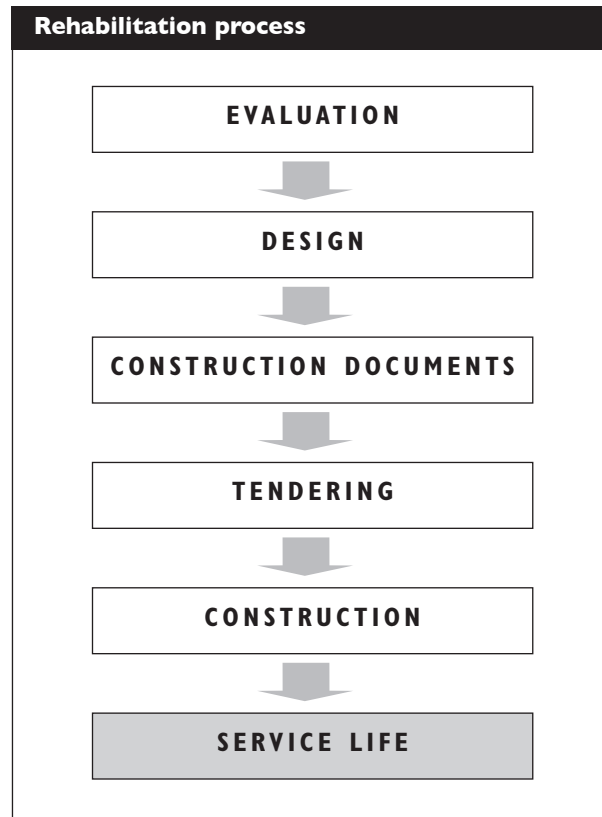 Rehabilitation process
EVALUATION
DESIGN
CONSTRUCTION DOCUMENTS
TENDERING
CONSTRUCTION
SERVICE LIFE